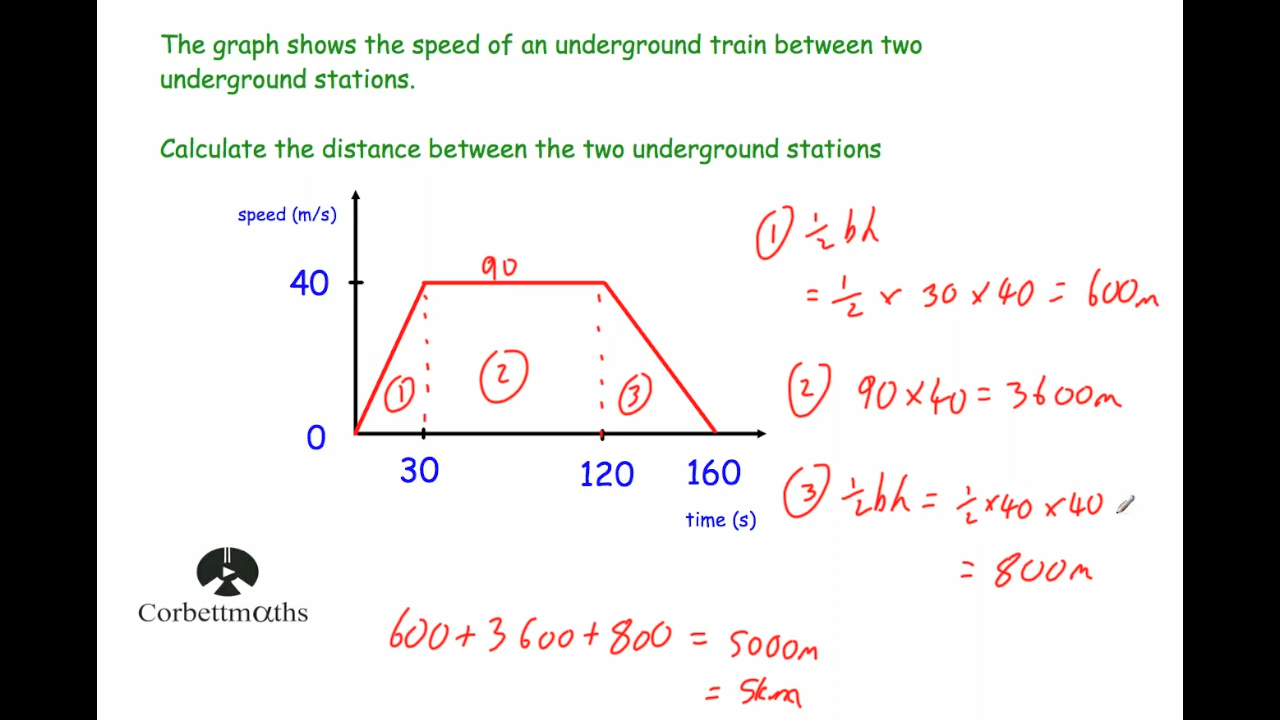 The graph shows the speed of an underground train between two
underground stations.
Calculate the distance between the two underground stations
speed (m/s)
40
0
30
120
160
time (s)
90
1
2
3
① ½bh
= ½ × 30 × 40 = 600m
② 90×40 = 3600m
③ ½bh = ½×40×40
= 800m
600+3600+800 = 5000m
= 5km
Corbettmαths